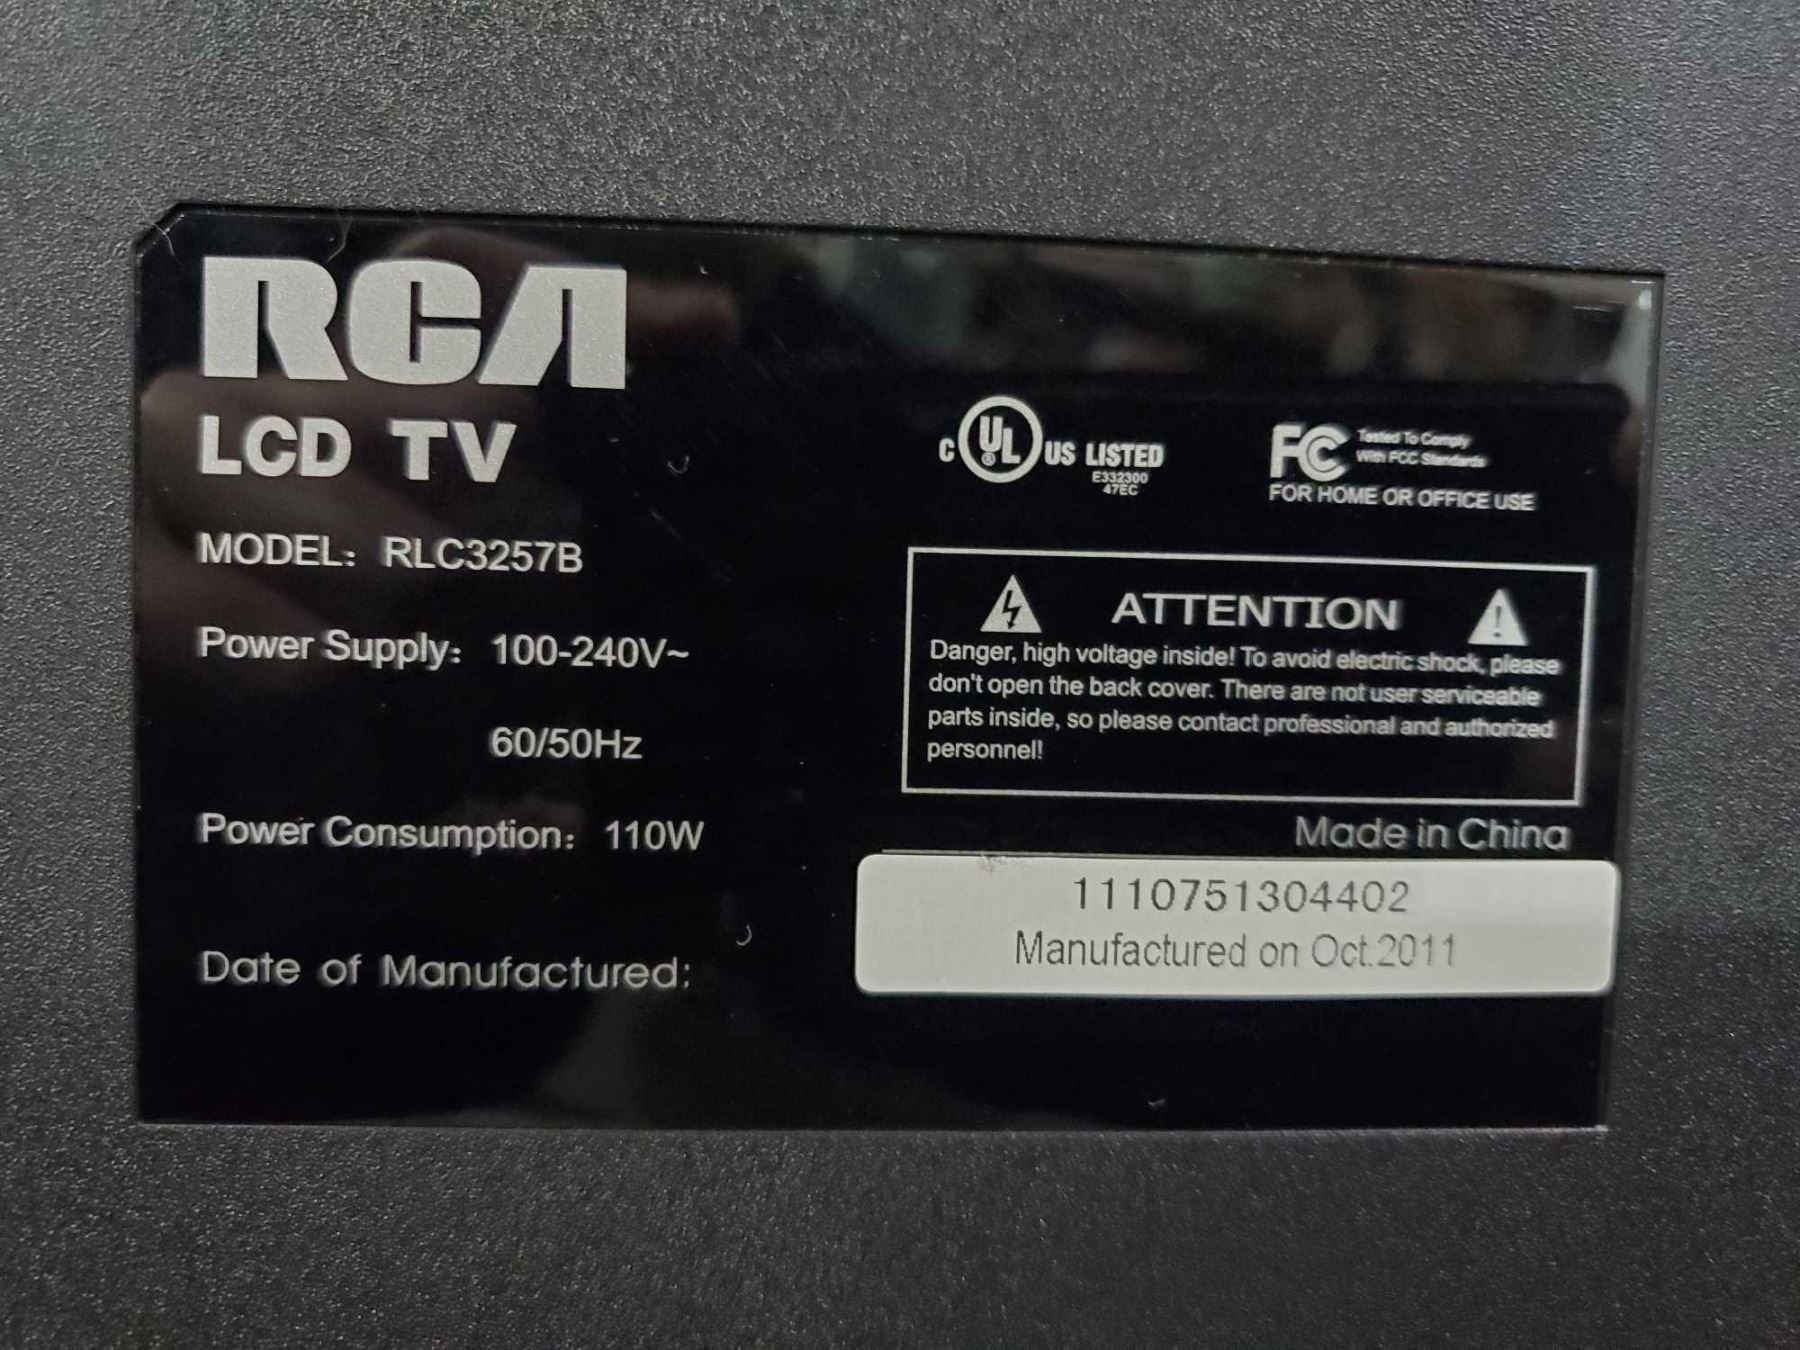 RCA
LCD TV
MODEL: RLC3257B
Power Supply: 100-240V~
60/50Hz
Power Consumption: 110W
Date of Manufactured:
C UL ® US LISTED
E332300
47EC
FC Tested To Comply
With FCC Standards
FOR HOME OR OFFICE USE
ATTENTION
Danger, high voltage inside! To avoid electric shock, please
don't open the back cover. There are not user serviceable
parts inside, so please contact professional and authorized
personnel!
Made in China
1110751304402
Manufactured on Oct.2011